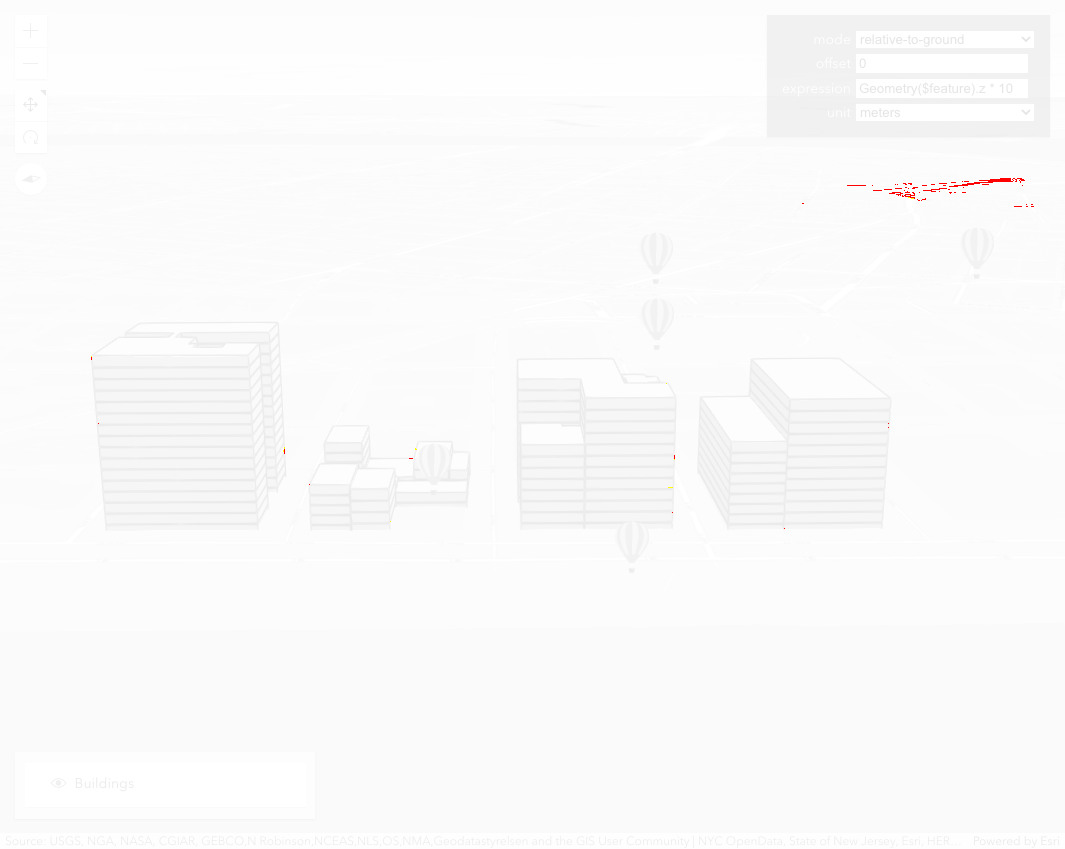 mode relative-to-ground
offset 0
expression Geometry($feature).z * 10
unit meters
Buildings
Source: USGS, NGA, NASA, CGIAR, GEBCO,N Robinson,NCEAS,NLS,OS,NMA,Geodatastyrelsen and the GIS User Community | NYC OpenData, State of New Jersey, Esri, HER... Powered by Esri